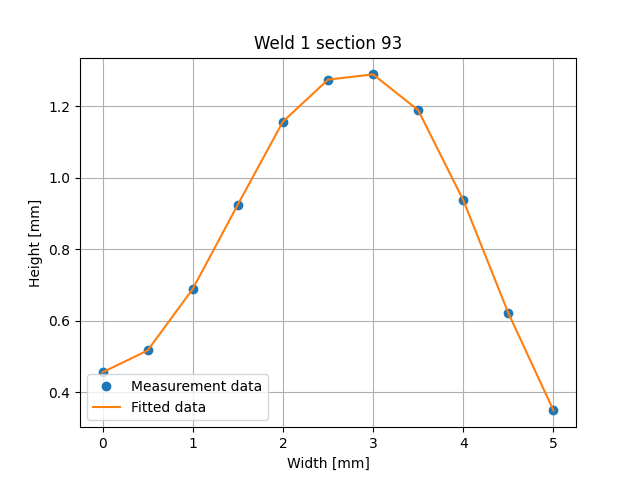 Weld 1 section 93
Height [mm]
1.2
1.0
0.8
0.6
0.4
Measurement data
Fitted data
0 1 2 3 4 5
Width [mm]